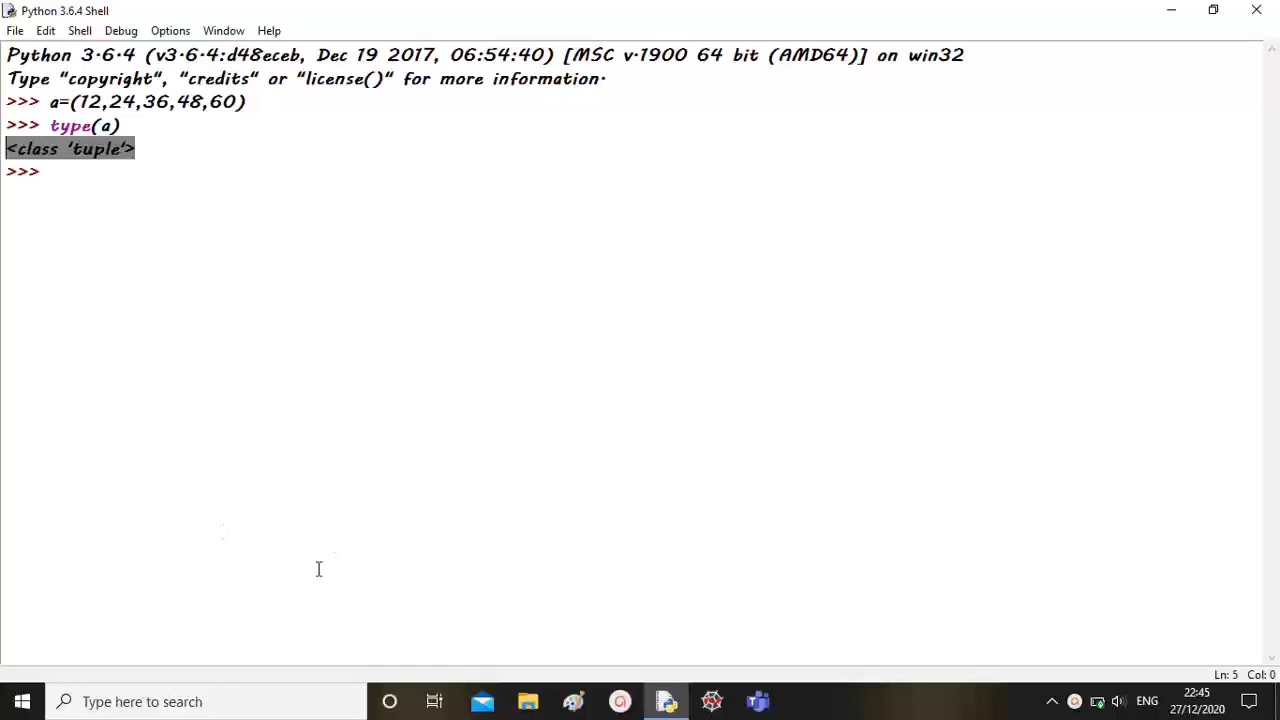 Python 3.6.4 Shell
File Edit Shell Debug Options Window Help
Python 3.6.4 (v3.6.4:d48eceb, Dec 19 2017, 06:54:40) [MSC v.1900 64 bit (AMD64)] on win32
Type "copyright", "credits" or "license()" for more information.
>>> a=(12,24,36,48,60)
>>> type(a)
<class 'tuple'>
>>>
Ln: 5 Col: 0
Type here to search
ENG
22:45
27/12/2020